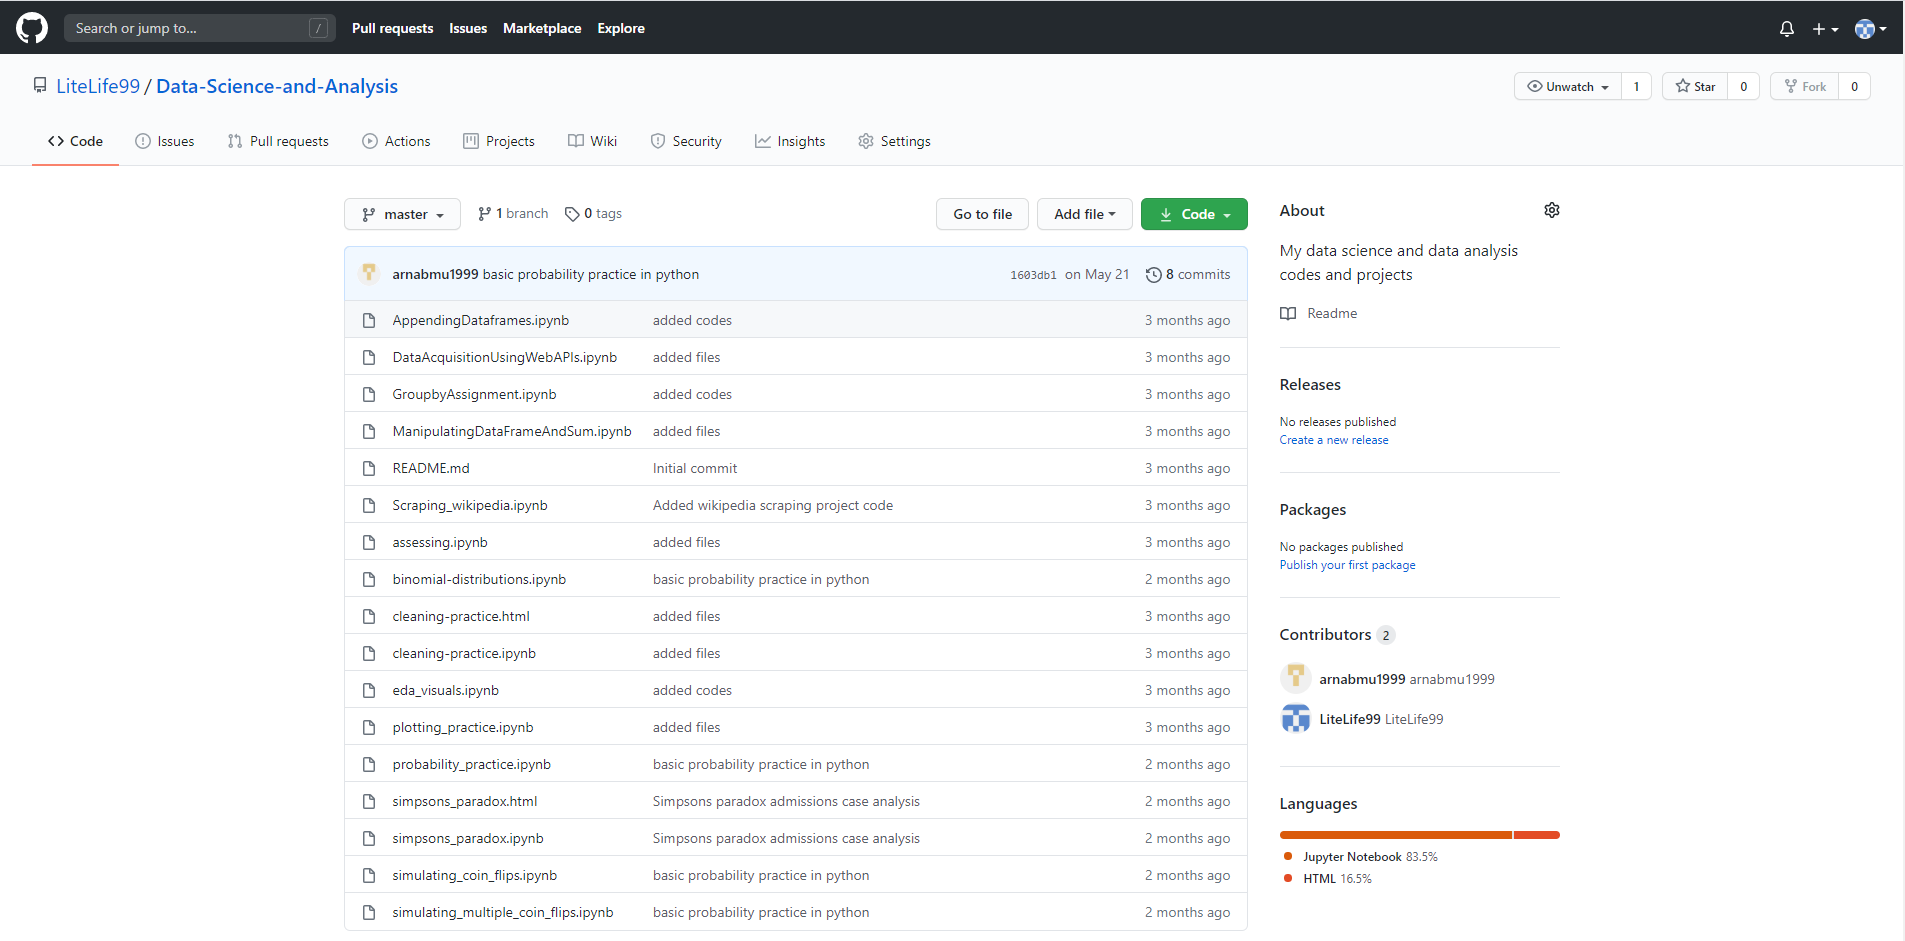 Search or jump to... /
Pull requests Issues Marketplace Explore
LiteLife99 / Data-Science-and-Analysis
Unwatch 1 Star 0 Fork 0
Code Issues Pull requests Actions Projects Wiki Security Insights Settings
master 1 branch 0 tags Go to file Add file Code
arnabmu1999 basic probability practice in python 1603db1 on May 21 8 commits
AppendingDataframes.ipynb added codes 3 months ago
DataAcquisitionUsingWebAPIs.ipynb added files 3 months ago
GroupbyAssignment.ipynb added codes 3 months ago
ManipulatingDataFrameAndSum.ipynb added files 3 months ago
README.md Initial commit 3 months ago
Scraping_wikipedia.ipynb Added wikipedia scraping project code 3 months ago
assessing.ipynb added files 3 months ago
binomial-distributions.ipynb basic probability practice in python 2 months ago
cleaning-practice.html added files 3 months ago
cleaning-practice.ipynb added files 3 months ago
eda_visuals.ipynb added codes 3 months ago
plotting_practice.ipynb added files 3 months ago
probability_practice.ipynb basic probability practice in python 2 months ago
simpsons_paradox.html Simpsons paradox admissions case analysis 2 months ago
simpsons_paradox.ipynb Simpsons paradox admissions case analysis 2 months ago
simulating_coin_flips.ipynb basic probability practice in python 2 months ago
simulating_multiple_coin_flips.ipynb basic probability practice in python 2 months ago
About
My data science and data analysis
codes and projects
Readme
Releases
No releases published
Create a new release
Packages
No packages published
Publish your first package
Contributors 2
arnabmu1999 arnabmu1999
LiteLife99 LiteLife99
Languages
Jupyter Notebook 83.5%
HTML 16.5%